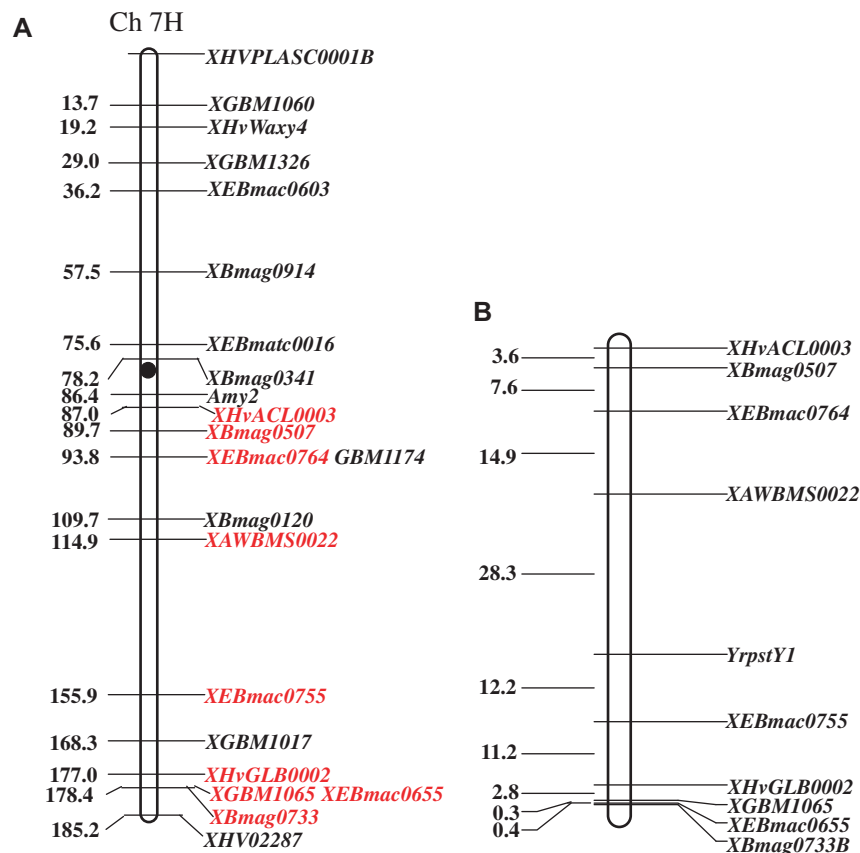 A
Ch 7H
XHVPLASC0001B
13.7 XGBM1060
19.2 XHvWaxy4
29.0 XGBM1326
36.2 XEBmac0603
57.5 XBmag0914
75.6 XEBmatc0016
78.2 XBmag0341
86.4 Amy2
87.0 XHvACL0003
89.7 XBmag0507
93.8 XEBmac0764 GBM1174
109.7 XBmag0120
114.9 XAWBMS0022
155.9 XEBmac0755
168.3 XGBM1017
177.0 XHvGLB0002
178.4 XGBM1065 XEBmac0655
XBmag0733
185.2 XHV02287
B
XHvACL0003
3.6
XBmag0507
7.6
XEBmac0764
14.9
XAWBMS0022
28.3
YrpstY1
12.2
XEBmac0755
11.2
XHvGLB0002
2.8
XGBM1065
0.3
XEBmac0655
0.4
XBmag0733B